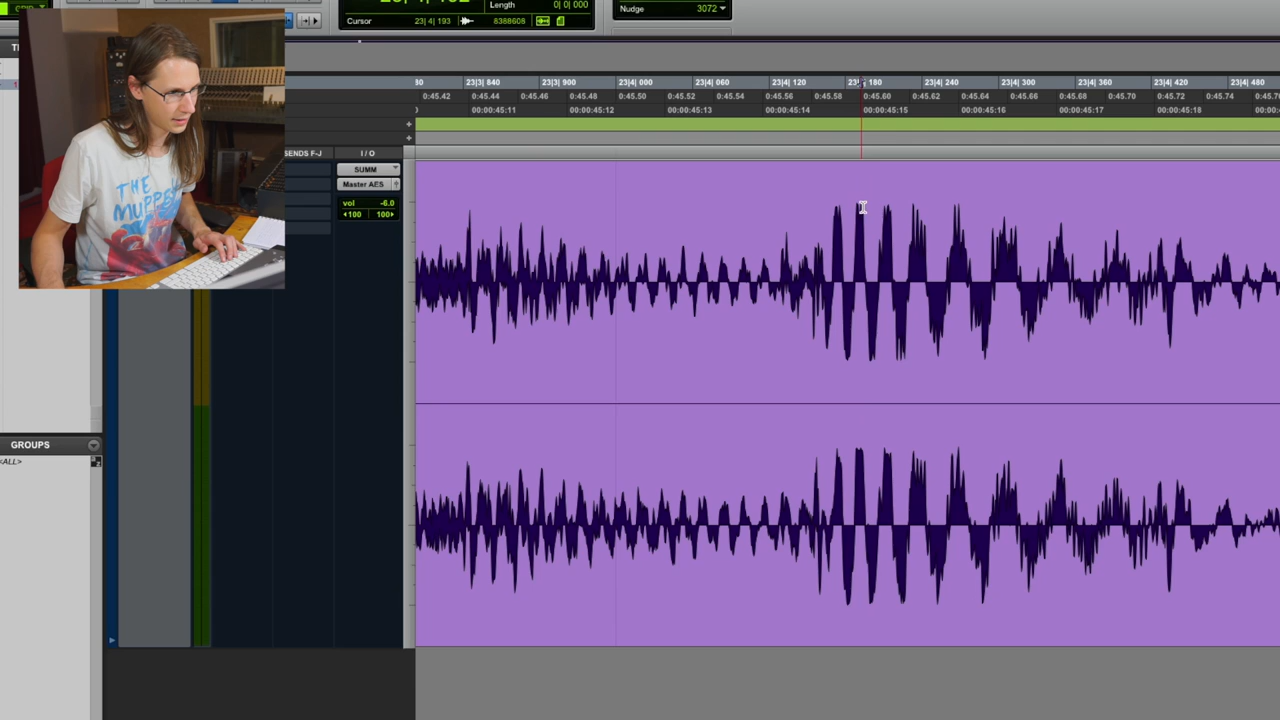 GRID
Length
0| 0| 000
Nudge
3072
Cursor
23| 4| 193
8388608
80
23|3| 840
23|3| 900
23|4| 000
23|4| 060
23|4| 120
180
23|4| 240
23|4| 300
23|4| 360
23|4| 420
23|4| 480
0:45.42
0:45.44
0:45.46
0:45.48
0:45.50
0:45.52
0:45.54
0:45.56
0:45.58
0:45.60
0:45.62
0:45.64
0:45.66
0:45.68
0:45.70
0:45.72
0:45.74
00:00:45:11
00:00:45:12
00:00:45:13
00:00:45:14
00:00:45:15
00:00:45:16
00:00:45:17
00:00:45:18
SENDS F-J
I / O
SUMM
Master AES
vol
-6.0
100
100
THE
MUPPE
GROUPS
<ALL>